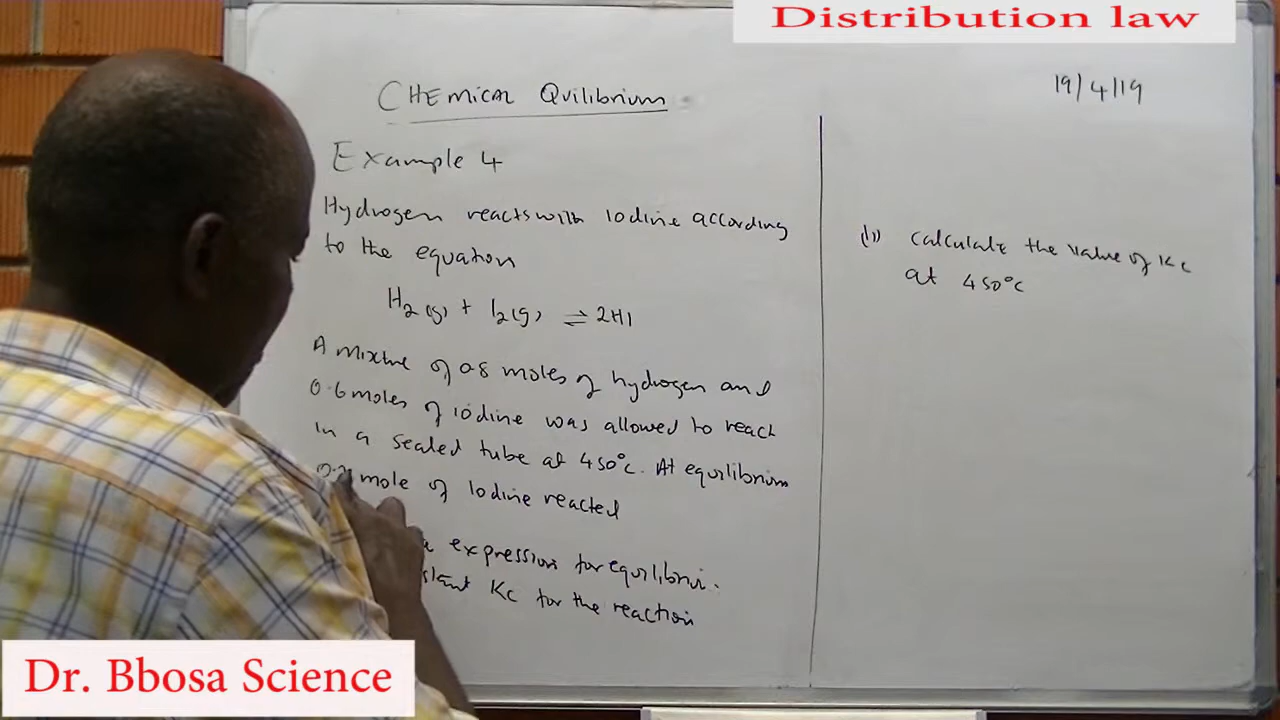 Distribution law
19/4/19
CHEMICAL QUILIBRIUM
Example 4
Hydrogen reacts with Iodine according
to the equation
H2(g) + I2(g) ⇌ 2HI
A mixture of 0.8 moles of hydrogen and
0.6 moles of iodine was allowed to react
in a sealed tube at 450°C. At equilibrium
mole of Iodine reacted
expression for equilibri.
Kc for the reaction
(ii) Calculate the value of Kc
at 450°C
Dr. Bbosa Science